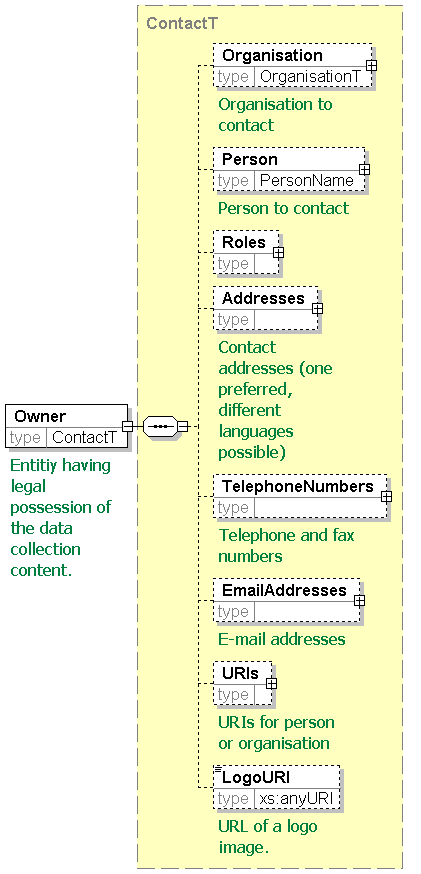 ContactT
Organisation
type OrganisationT
Organisation to
contact
Person
type PersonName
Person to contact
Roles
type
Addresses
type
Contact
addresses (one
preferred,
different
languages
possible)
Owner
type ContactT
Entitiy having
legal
possession of
the data
collection
content.
TelephoneNumbers
type
Telephone and fax
numbers
EmailAddresses
type
E-mail addresses
URIs
type
URIs for person
or organisation
LogoURI
type xs:anyURI
URL of a logo
image.